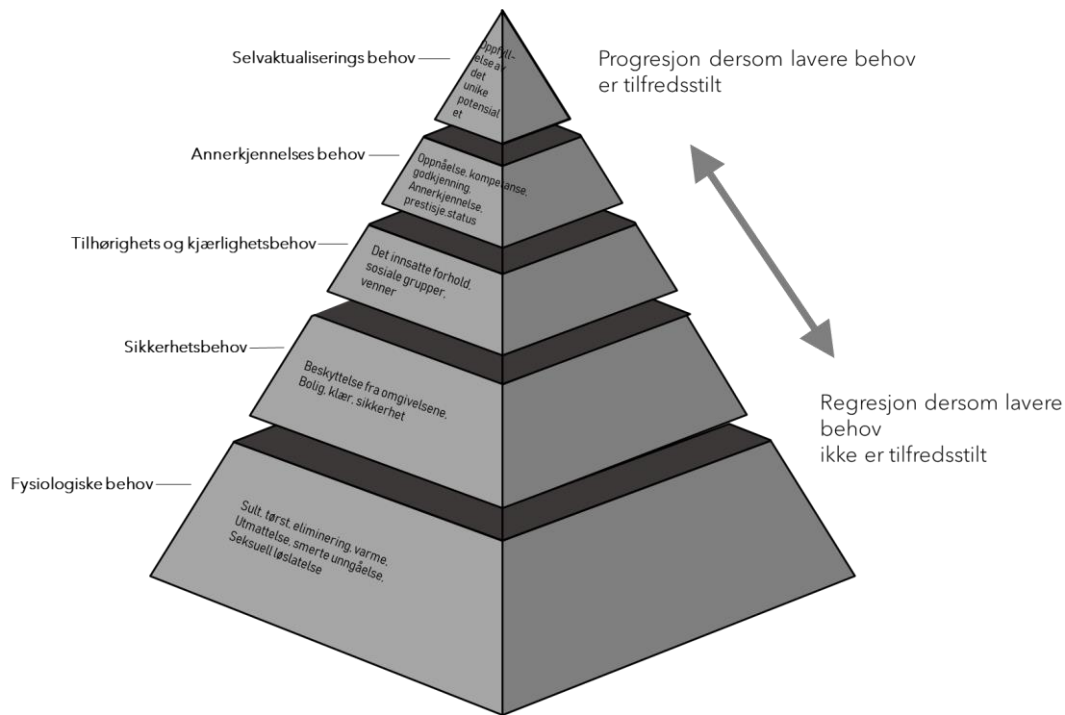 Selvaktualiserings behov
Oppfyll-
else av
det
unike
potensial
et
Progresjon dersom lavere behov
er tilfredsstilt
Annerkjennelses behov
Oppnåelse, kompetanse,
godkjenning,
Annerkjennelse,
prestisje,status
Tilhørighets og kjærlighetsbehov
Det innsatte forhold,
sosiale grupper,
venner
Sikkerhetsbehov
Beskyttelse fra omgivelsene,
Bolig, klær, sikkerhet
Regresjon dersom lavere
behov
ikke er tilfredsstilt
Fysiologiske behov
Sult, tørst, eliminering, varme,
Utmattelse, smerte unngåelse,
Seksuell løslatelse